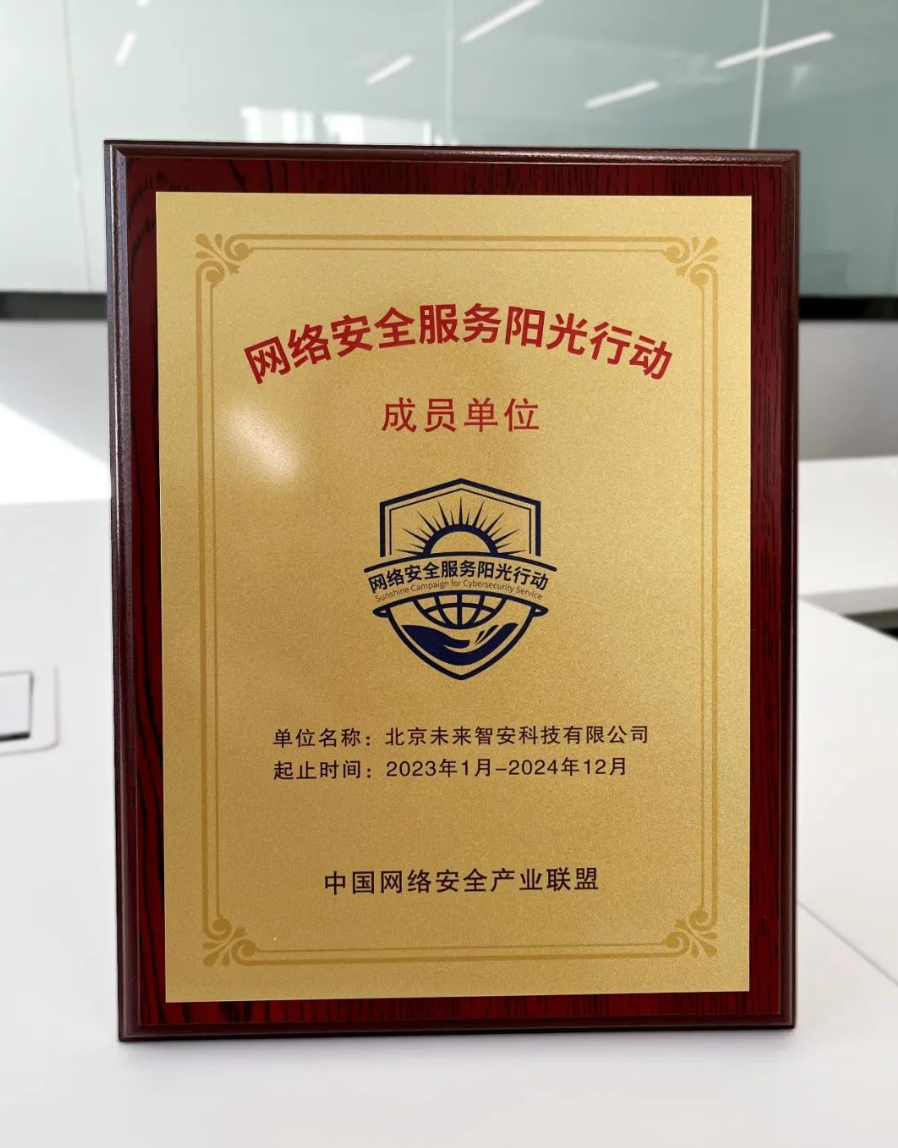 网络安全服务阳光行动
成员单位
网络安全服务阳光行动
Sunshine Campaign for Cybersecurity Service
单位名称：北京未来智安科技有限公司
起止时间：2023年1月-2024年12月
中国网络安全产业联盟